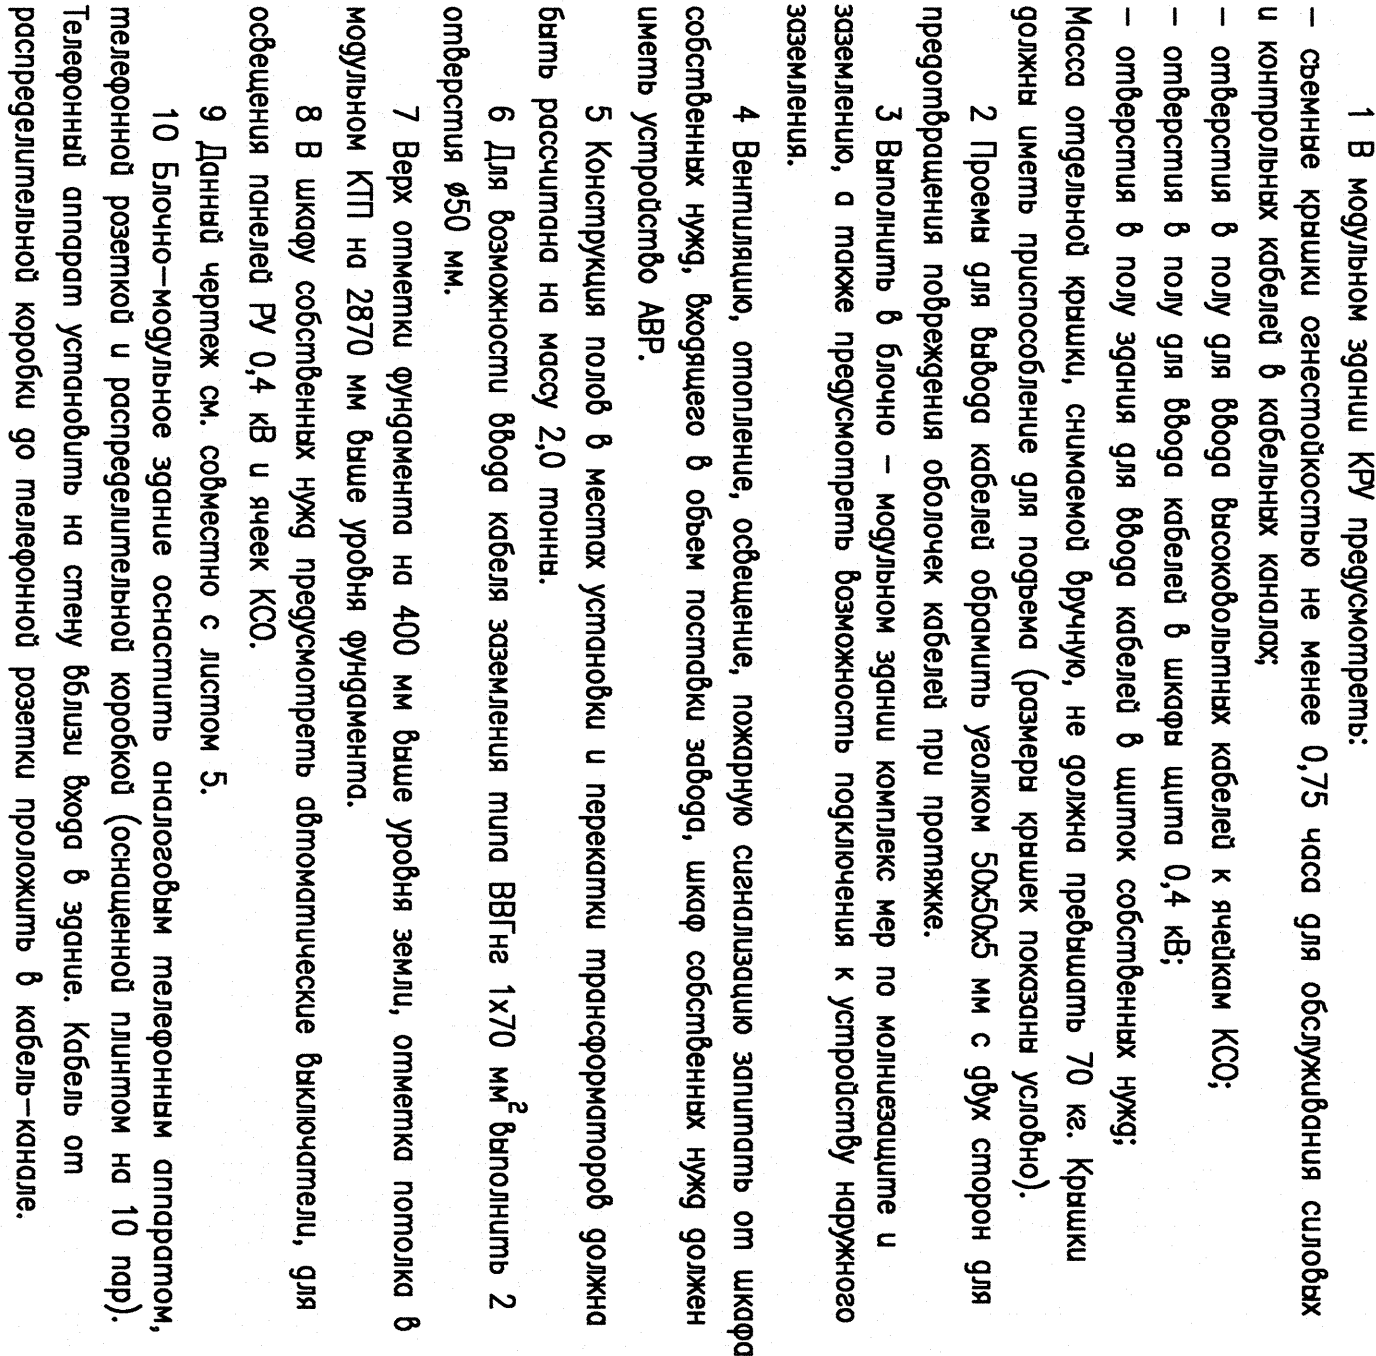 1 В модульном здании КРУ предусмотреть:
– съемные крышки огнестойкостью не менее 0,75 часа для обслуживания силовых
и контрольных кабелей в кабельных каналах;
– отверстия в полу для ввода высоковольтных кабелей к ячейкам КСО;
– отверстия в полу для ввода кабелей в шкафы щита 0,4 кВ;
– отверстия в полу здания для ввода кабелей в щиток собственных нужд;
Масса отдельной крышки, снимаемой вручную, не должна превышать 70 кг. Крышки
должны иметь приспособление для подъема (размеры крышек показаны условно).
2 Проемы для вывода кабелей обрамить уголком 50х50х5 мм с двух сторон для
предотвращения повреждения оболочек кабелей при протяжке.
3 Выполнить в блочно – модульном здании комплекс мер по молниезащите и
заземлению, а также предусмотреть возможность подключения к устройству наружного
заземления.
4 Вентиляцию, отопление, освещение, пожарную сигнализацию запитать от шкафа
собственных нужд, входящего в объем поставки завода, шкаф собственных нужд должен
иметь устройство АВР.
5 Конструкция полов в местах установки и перекатки трансформаторов должна
быть рассчитана на массу 2,0 тонны.
6 Для возможности ввода кабеля заземления типа ВВГнг 1х70 мм² выполнить 2
отверстия ø50 мм.
7 Верх отметки фундамента на 400 мм выше уровня земли, отметка потолка в
модульном КТП на 2870 мм выше уровня фундамента.
8 В шкафу собственных нужд предусмотреть автоматические выключатели, для
освещения панелей РУ 0,4 кВ и ячеек КСО.
9 Данный чертеж см. совместно с листом 5.
10 Блочно–модульное здание оснастить аналоговым телефонным аппаратом,
телефонной розеткой и распределительной коробкой (оснащенной плинтом на 10 пар).
Телефонный аппарат установить на стену вблизи входа в здание. Кабель от
распределительной коробки до телефонной розетки проложить в кабель–канале.